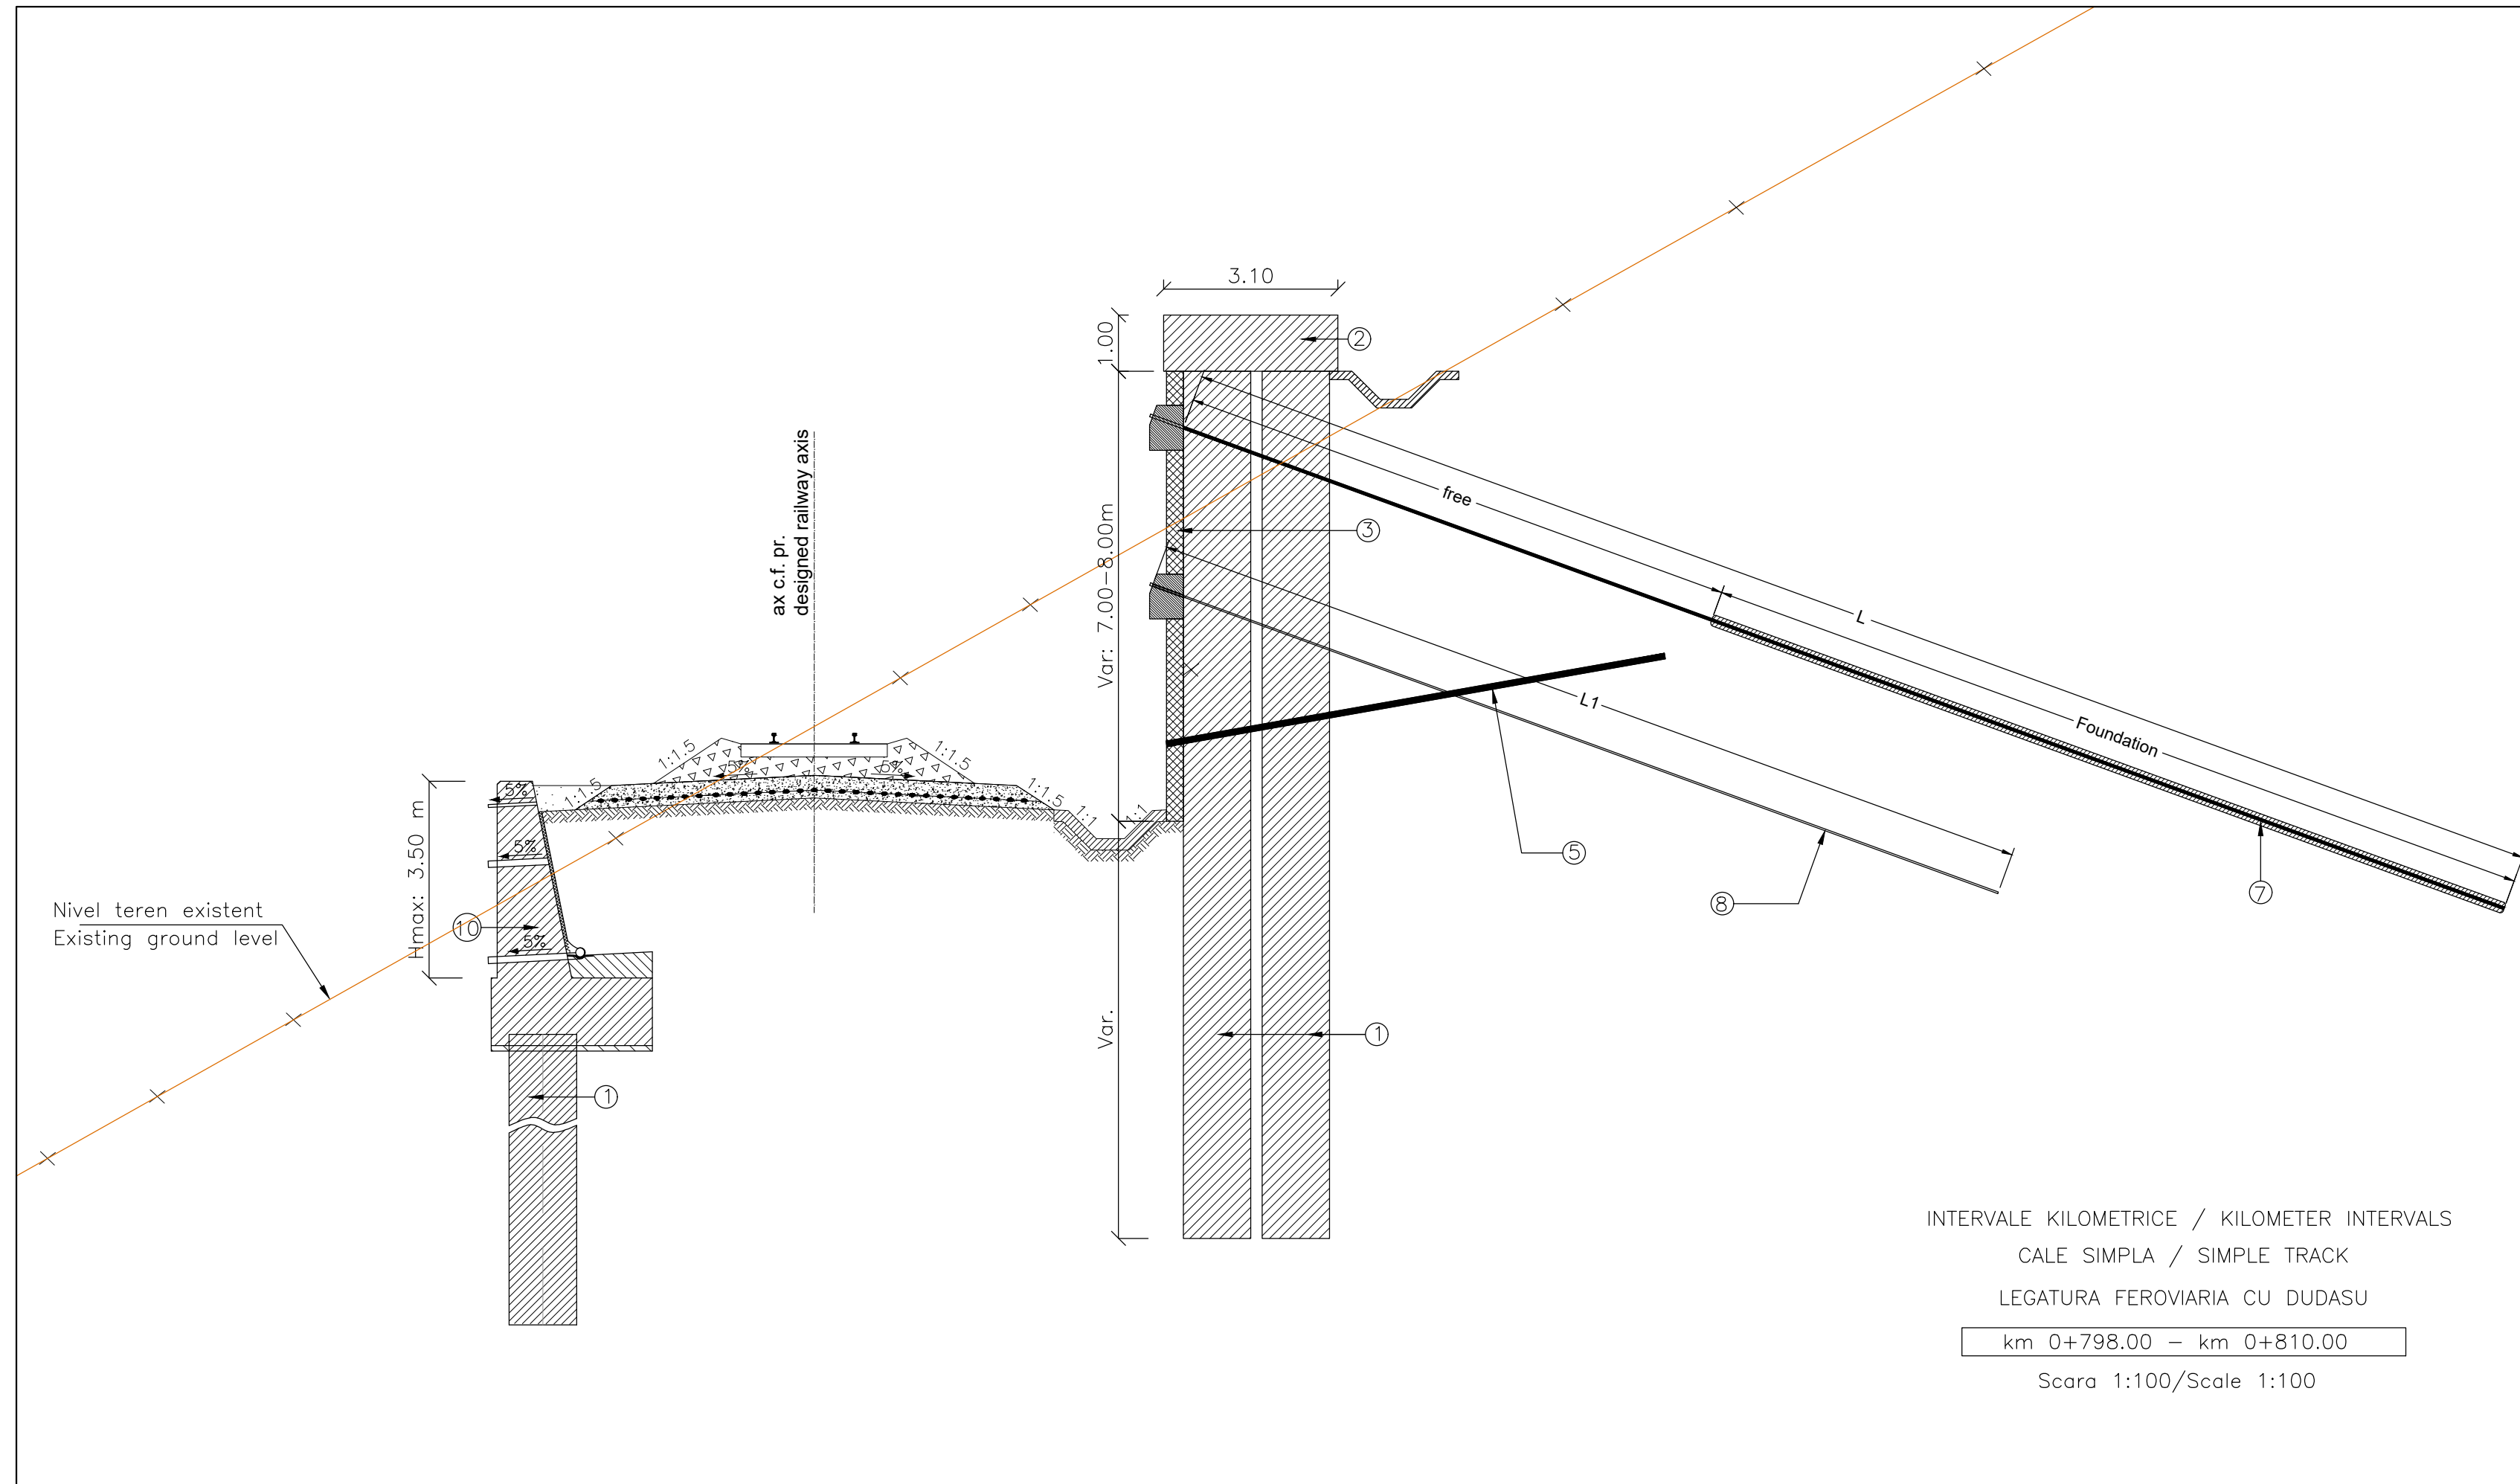 3.10
1.00
2
ax c.f. pr.
designed railway axis
Var: 7.00-8.00m
free
3
L
L1
Foundation
1:1.5
1:1.5
5%
5%
1:1.5
1:1.5
1:1
1:1
5%
5%
5%
Hmax: 3.50 m
10
5
8
7
Nivel teren existent
Existing ground level
Var.
1
1
INTERVALE KILOMETRICE / KILOMETER INTERVALS
CALE SIMPLA / SIMPLE TRACK
LEGATURA FEROVIARIA CU DUDASU
km 0+798.00 - km 0+810.00
Scara 1:100/Scale 1:100